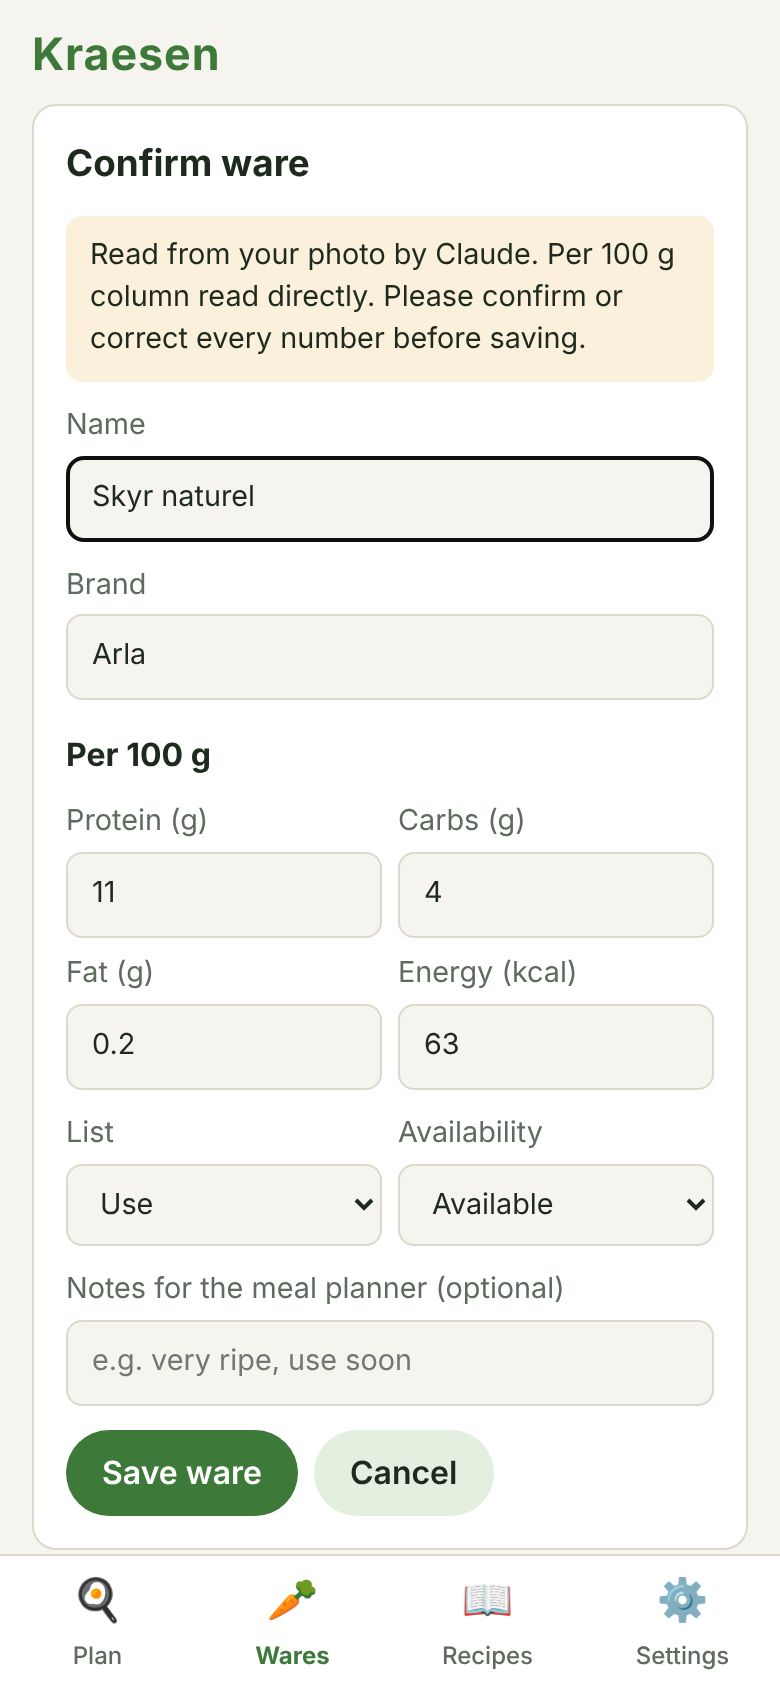 Kraesen
Confirm ware
Read from your photo by Claude. Per 100 g
column read directly. Please confirm or
correct every number before saving.
Name
Skyr naturel
Brand
Arla
Per 100 g
Protein (g)
Carbs (g)
11
4
Fat (g)
Energy (kcal)
0.2
63
List
Availability
Use
Available
Notes for the meal planner (optional)
e.g. very ripe, use soon
Save ware
Cancel
Plan
Wares
Recipes
Settings